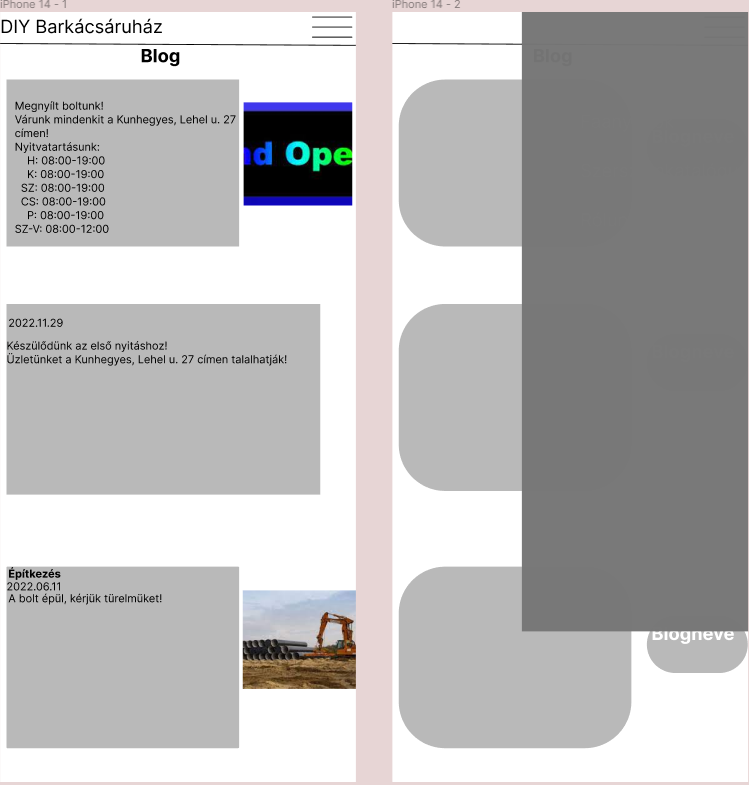 iPhone 14 - 1
DIY Barkácsáruház
Blog
Megnyílt boltunk!
Várunk mindenkit a Kunhegyes, Lehel u. 27
címen!
Nyitvatartásunk:
H: 08:00-19:00
K: 08:00-19:00
SZ: 08:00-19:00
CS: 08:00-19:00
P: 08:00-19:00
SZ-V: 08:00-12:00
nd Ope
2022.11.29
Készülődünk az első nyitáshoz!
Üzletünket a Kunhegyes, Lehel u. 27 címen talalhatják!
Építkezés
2022.06.11
A bolt épül, kérjük türelmüket!
iPhone 14 - 2
Blog
Blogneve